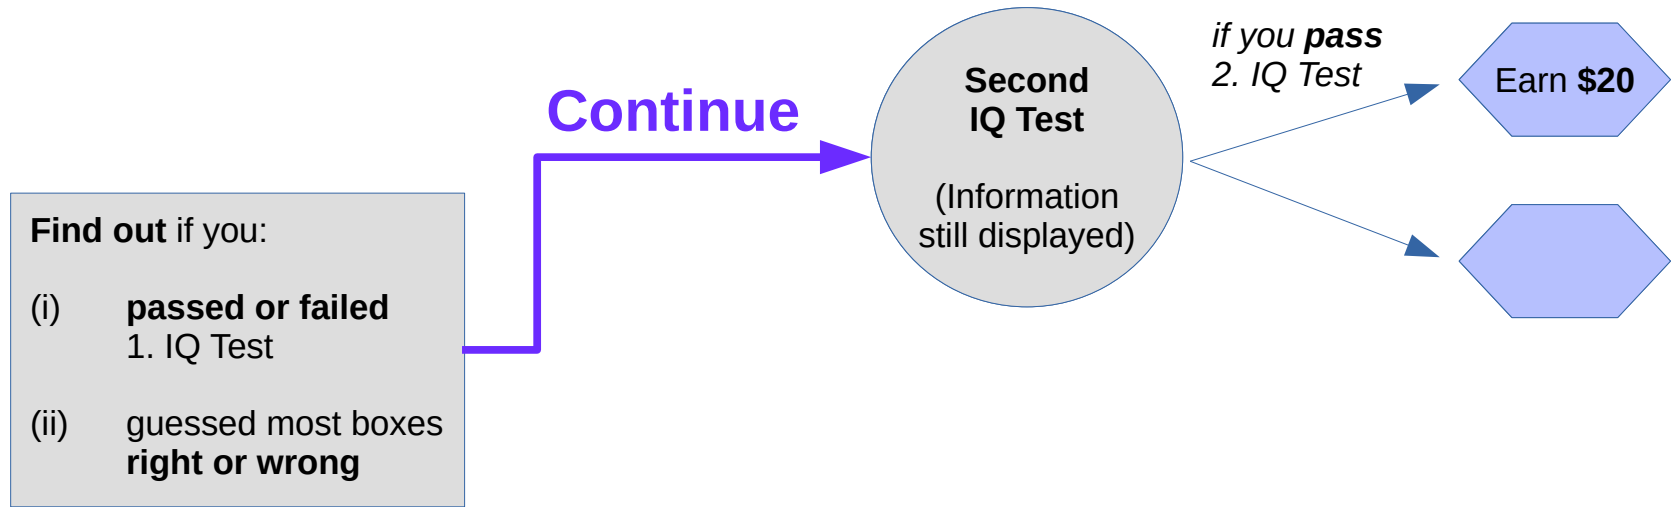 Find out if you:
(i) passed or failed
1. IQ Test
(ii) guessed most boxes
right or wrong
Continue
Second
IQ Test
(Information
still displayed)
if you pass
2. IQ Test
Earn $20